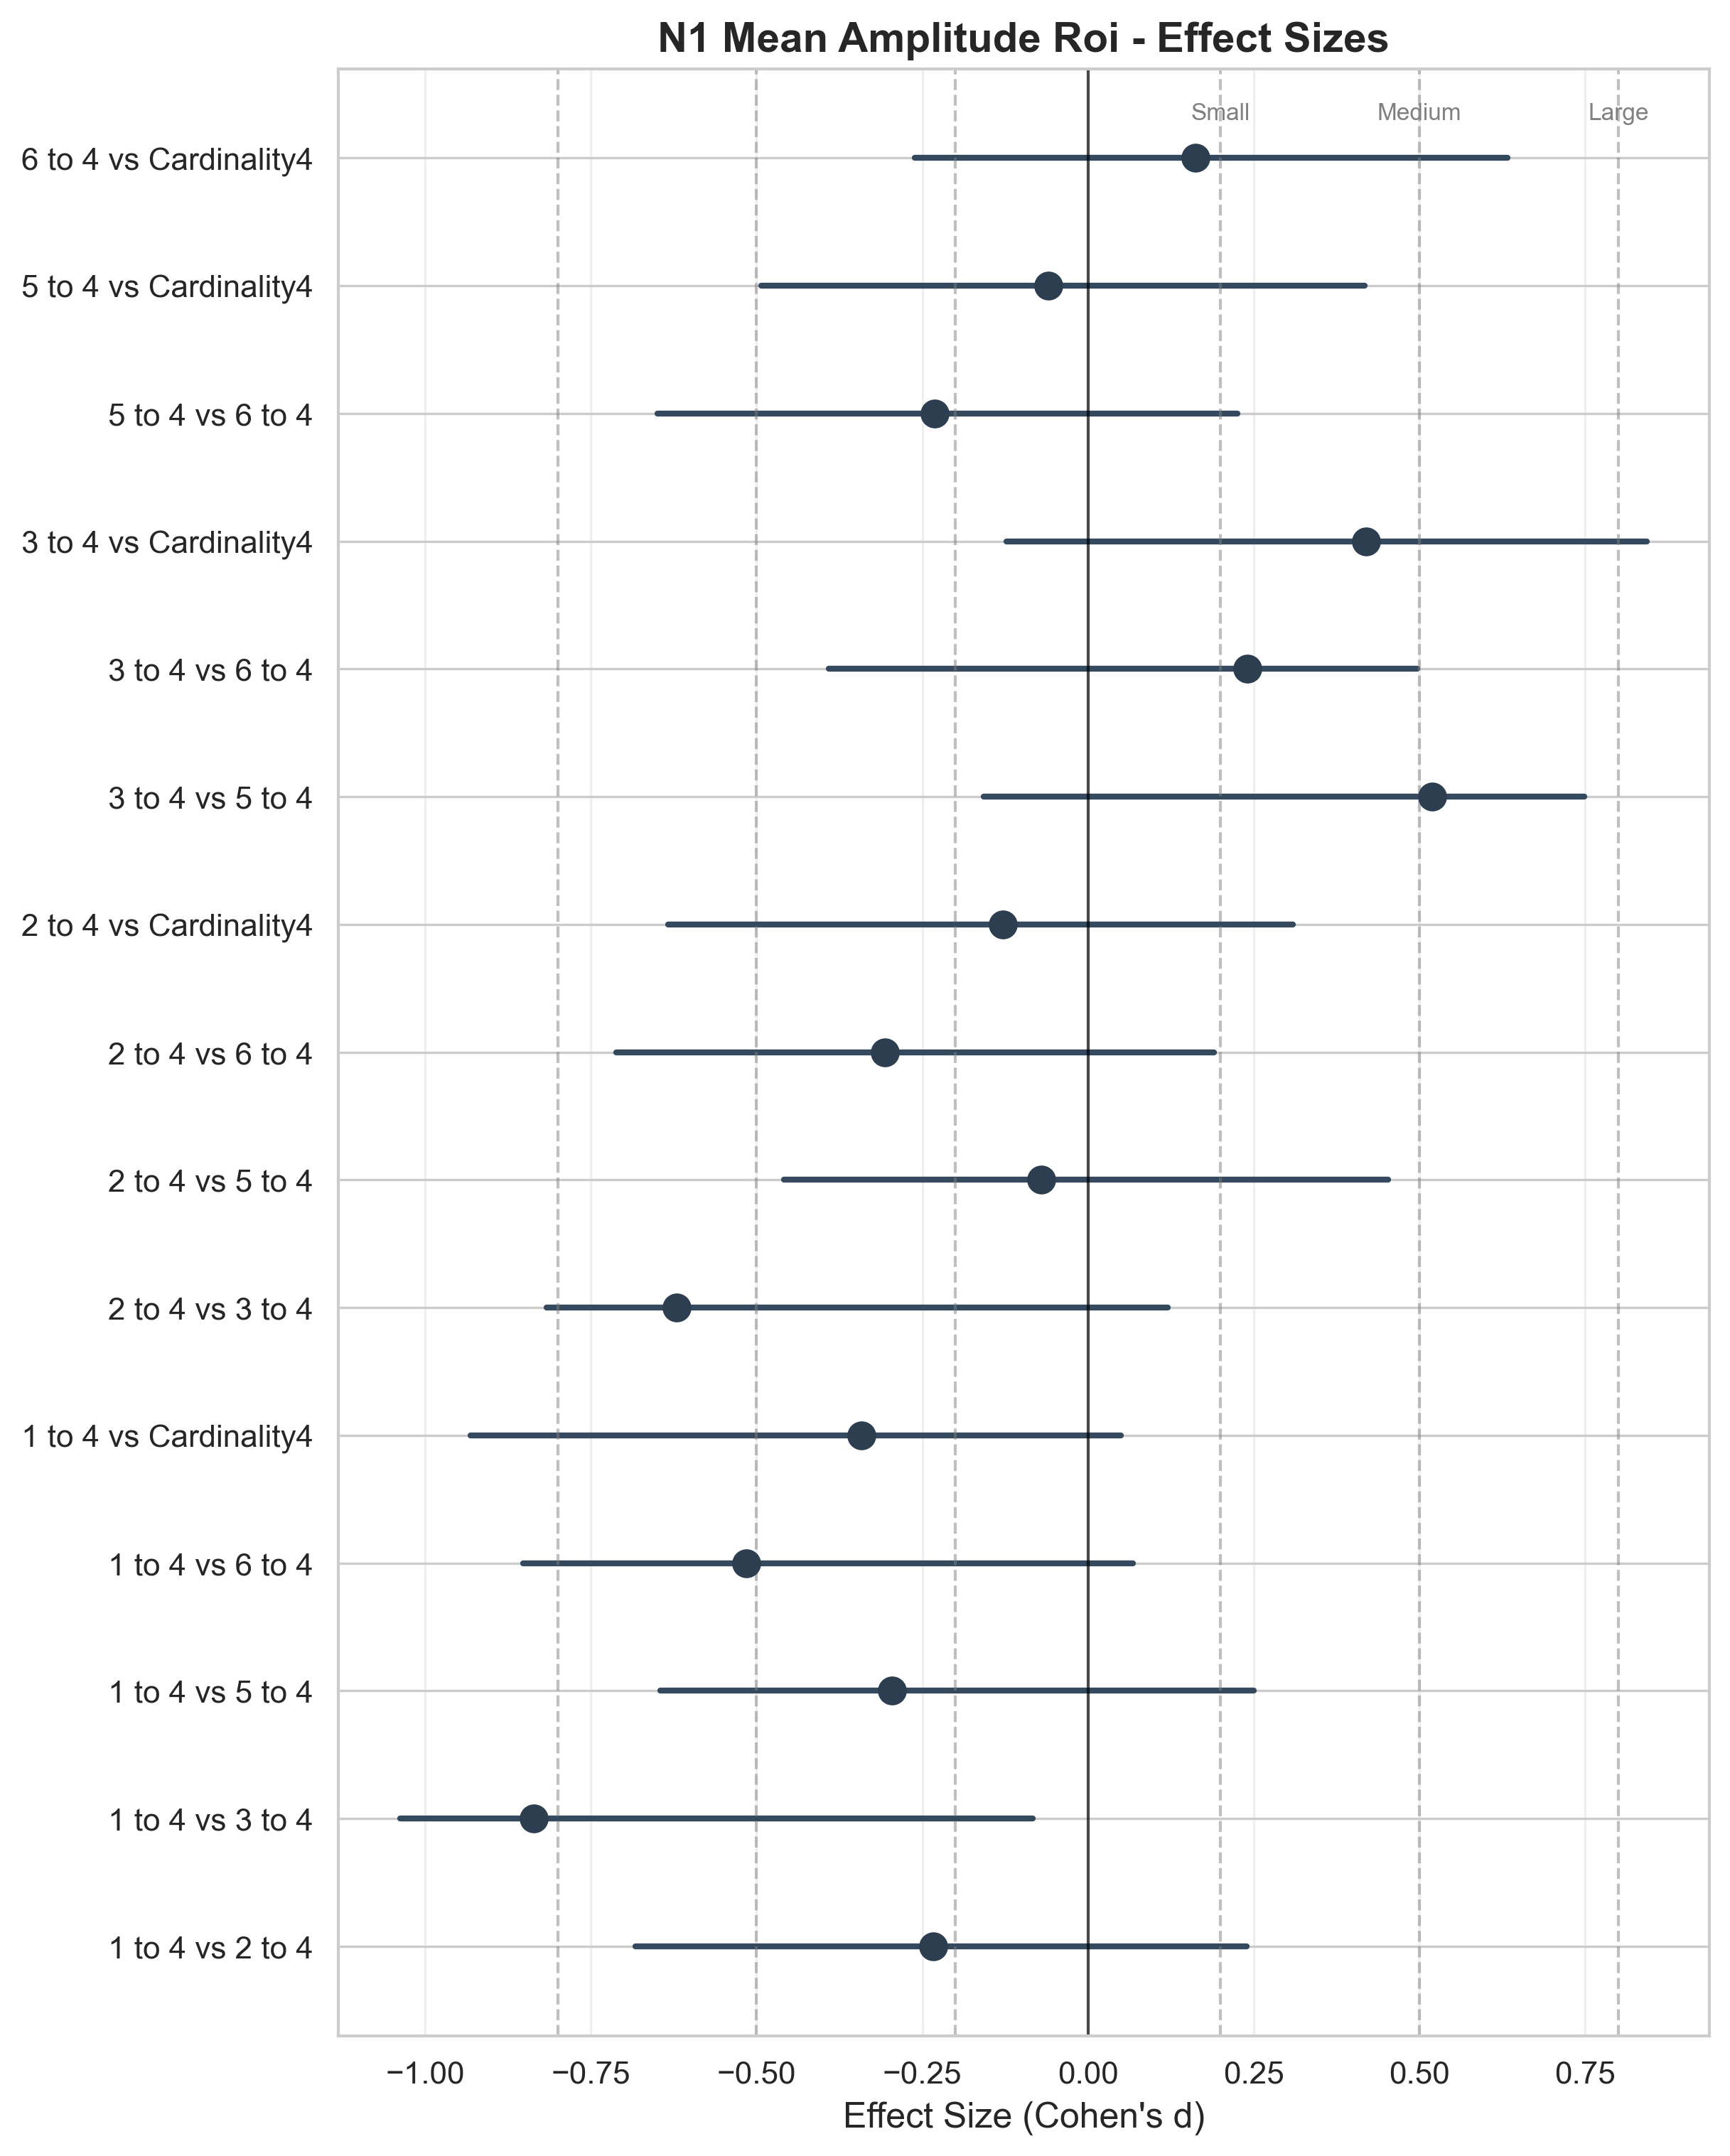 N1 Mean Amplitude Roi - Effect Sizes
Small Medium Large
6 to 4 vs Cardinality4
5 to 4 vs Cardinality4
5 to 4 vs 6 to 4
3 to 4 vs Cardinality4
3 to 4 vs 6 to 4
3 to 4 vs 5 to 4
2 to 4 vs Cardinality4
2 to 4 vs 6 to 4
2 to 4 vs 5 to 4
2 to 4 vs 3 to 4
1 to 4 vs Cardinality4
1 to 4 vs 6 to 4
1 to 4 vs 5 to 4
1 to 4 vs 3 to 4
1 to 4 vs 2 to 4
−1.00 −0.75 −0.50 −0.25 0.00 0.25 0.50 0.75
Effect Size (Cohen's d)